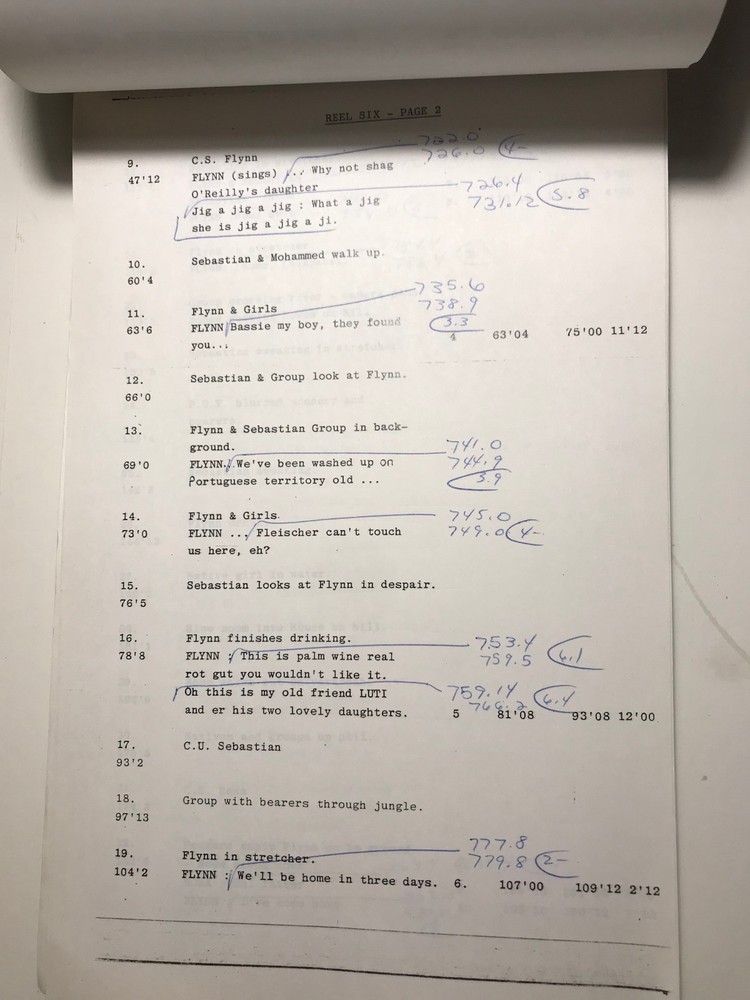 REEL SIX - PAGE 2
9. C.S. Flynn 722.0
47'12 FLYNN (sings) ... Why not shag 726.0 4-
O'Reilly's daughter 726.4
Jig a jig a jig : What a jig 731.12 5.8
she is jig a jig a ji.
10. Sebastian & Mohammed walk up.
60'4
735.6
11. Flynn & Girls 738.9
63'6 FLYNN Bassie my boy, they found 3.3
you... 4 63'04 75'00 11'12
12. Sebastian & Group look at Flynn.
66'0
13. Flynn & Sebastian Group in back-
ground. 741.0
69'0 FLYNN. We've been washed up on 744.9
Portuguese territory old ... 3.9
14. Flynn & Girls. 745.0
73'0 FLYNN ... Fleischer can't touch 749.0 4-
us here, eh?
15. Sebastian looks at Flynn in despair.
76'5
16. Flynn finishes drinking. 753.4
78'8 FLYNN : This is palm wine real 759.5 6.1
rot gut you wouldn't like it.
Oh this is my old friend LUTI 759.14 6.4
and er his two lovely daughters. 5 81'08 93'08 12'00
17. C.U. Sebastian
93'2
18. Group with bearers through jungle.
97'13
777.8
19. Flynn in stretcher. 779.8 2-
104'2 FLYNN : We'll be home in three days. 6. 107'00 109'12 2'12